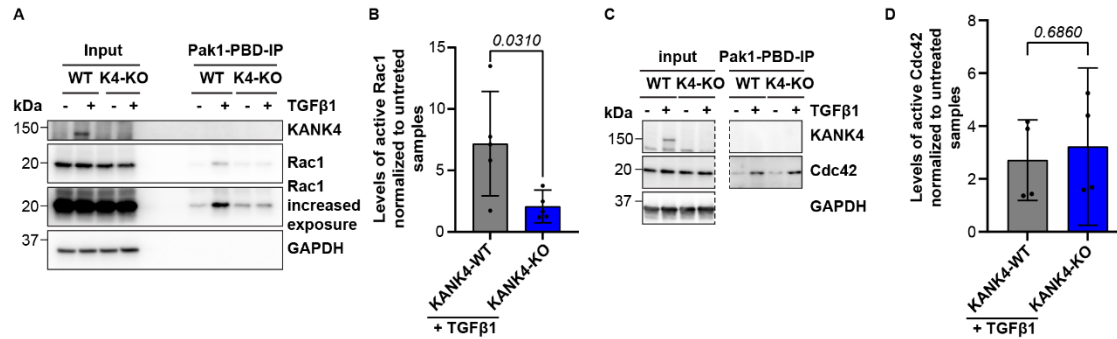 A
Input
Pak1-PBD-IP
WT K4-KO WT K4-KO
kDa - + - + - + - + TGFβ1
150 KANK4
20 Rac1
20 Rac1 increased exposure
37 GAPDH
B
Levels of active Rac1
normalized to untreted
samples
15
10
5
0
0.0310
KANK4-WT
KANK4-KO
+ TGFβ1
C
input Pak1-PBD-IP
WT K4-KO WT K4-KO
kDa - + - + - + - + TGFβ1
150 KANK4
20 Cdc42
37 GAPDH
D
Levels of active Cdc42
normalized to untreated
samples
8
6
4
2
0
0.6860
KANK4-WT
KANK4-KO
+ TGFβ1